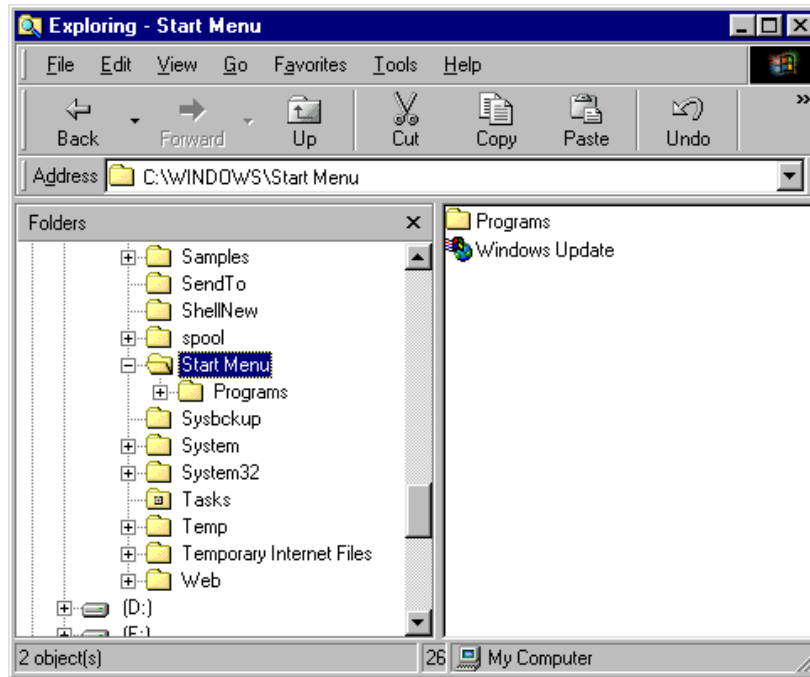 Exploring - Start Menu
File Edit View Go Favorites Tools Help
Back Forward Up Cut Copy Paste Undo »
Address C:\WINDOWS\Start Menu
Folders
Samples
SendTo
ShellNew
spool
Start Menu
Programs
Sysbckup
System
System32
Tasks
Temp
Temporary Internet Files
Web
(D:)
Programs
Windows Update
2 object(s) 26 My Computer